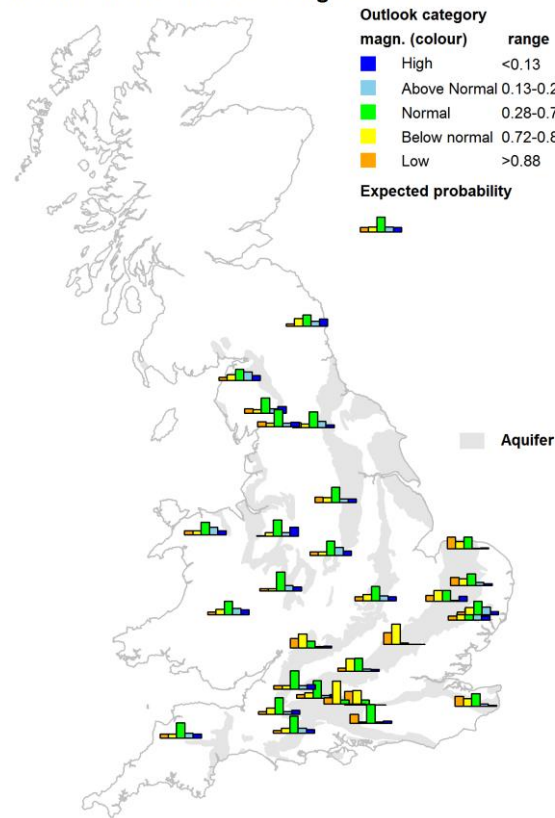 Outlook category
magn. (colour) range
High <0.13
Above Normal 0.13-0.2
Normal 0.28-0.7
Below normal 0.72-0.8
Low >0.88
Expected probability
Aquifer